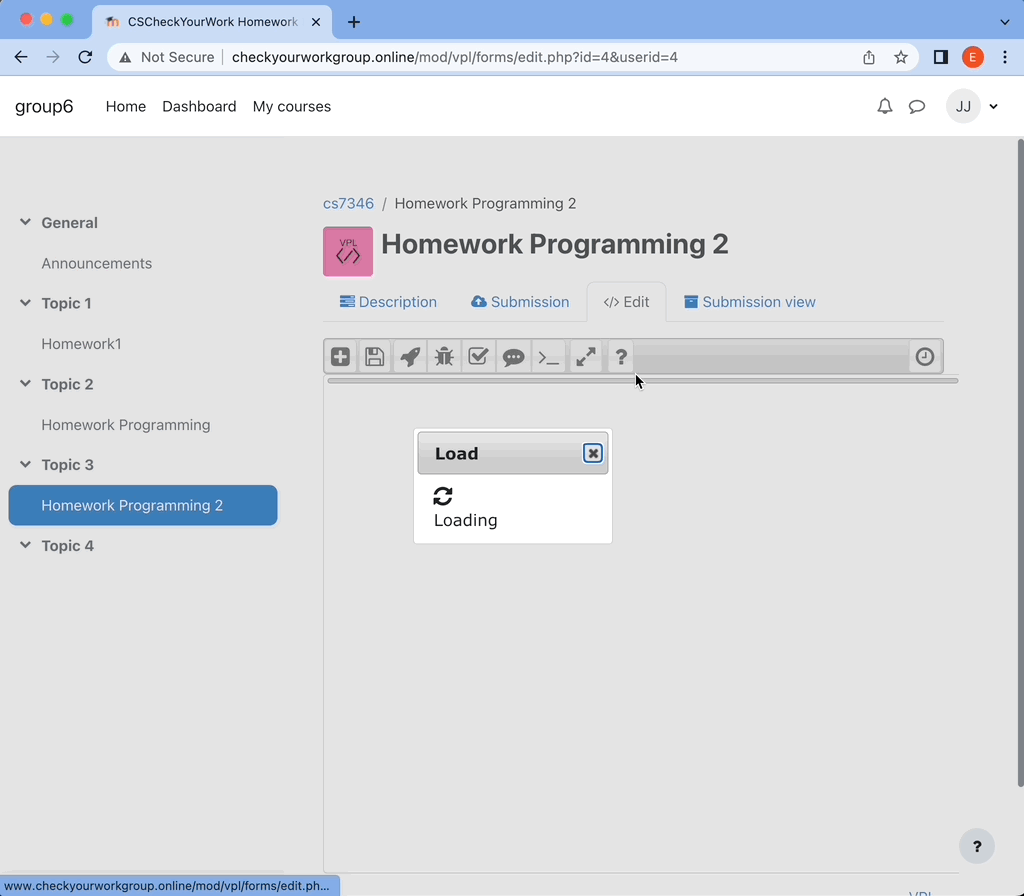 CSCheckYourWork Homework
Not Secure
checkyourworkgroup.online/mod/vpl/forms/edit.php?id=4&userid=4
E
group6
Home
Dashboard
My courses
JJ
General
Announcements
Topic 1
Homework1
Topic 2
Homework Programming
Topic 3
Homework Programming 2
Topic 4
cs7346 / Homework Programming 2
VPL
Homework Programming 2
Description
Submission
</> Edit
Submission view
?
Load
Loading
?
www.checkyourworkgroup.online/mod/vpl/forms/edit.ph...
VPL